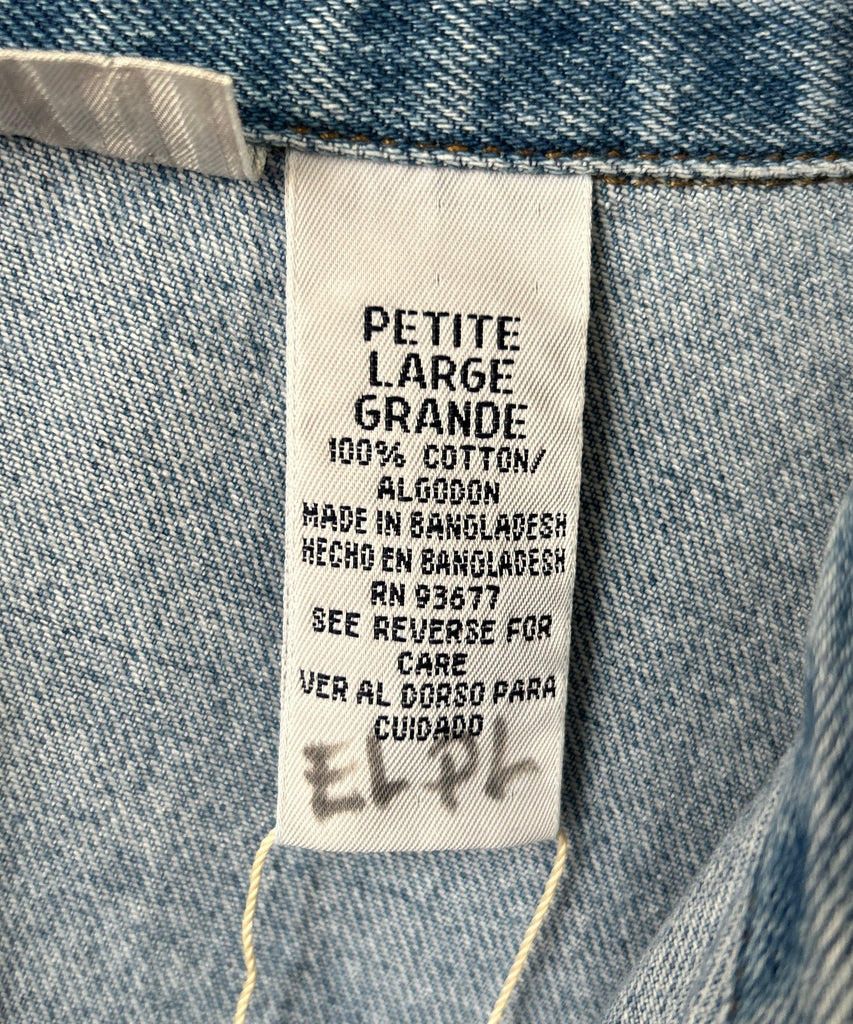 PETITE
LARGE
GRANDE
100% COTTON/
ALGODON
MADE IN BANGLADESH
HECHO EN BANGLADESH
RN 93677
SEE REVERSE FOR
CARE
VER AL DORSO PARA
CUIDADO
ELPL